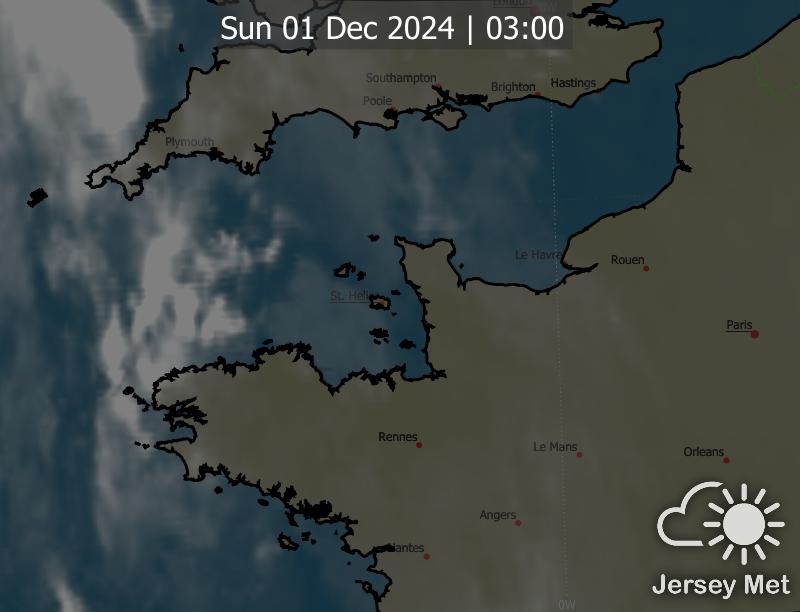 London
Sun 01 Dec 2024 | 03:00
Southampton
Brighton
Hastings
Poole
Plymouth
Le Havre
Rouen
St. Helier
Paris
Rennes
Le Mans
Orleans
Angers
Nantes
Jersey Met
0W